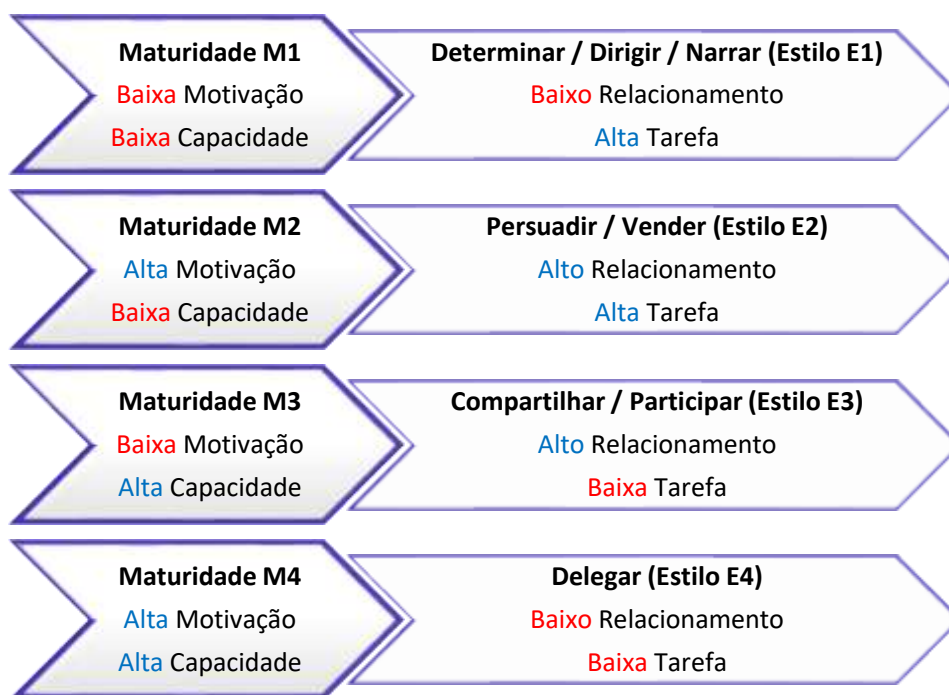 Maturidade M1
Baixa Motivação
Baixa Capacidade
Determinar / Dirigir / Narrar (Estilo E1)
Baixo Relacionamento
Alta Tarefa
Maturidade M2
Alta Motivação
Baixa Capacidade
Persuadir / Vender (Estilo E2)
Alto Relacionamento
Alta Tarefa
Maturidade M3
Baixa Motivação
Alta Capacidade
Compartilhar / Participar (Estilo E3)
Alto Relacionamento
Baixa Tarefa
Maturidade M4
Alta Motivação
Alta Capacidade
Delegar (Estilo E4)
Baixo Relacionamento
Baixa Tarefa